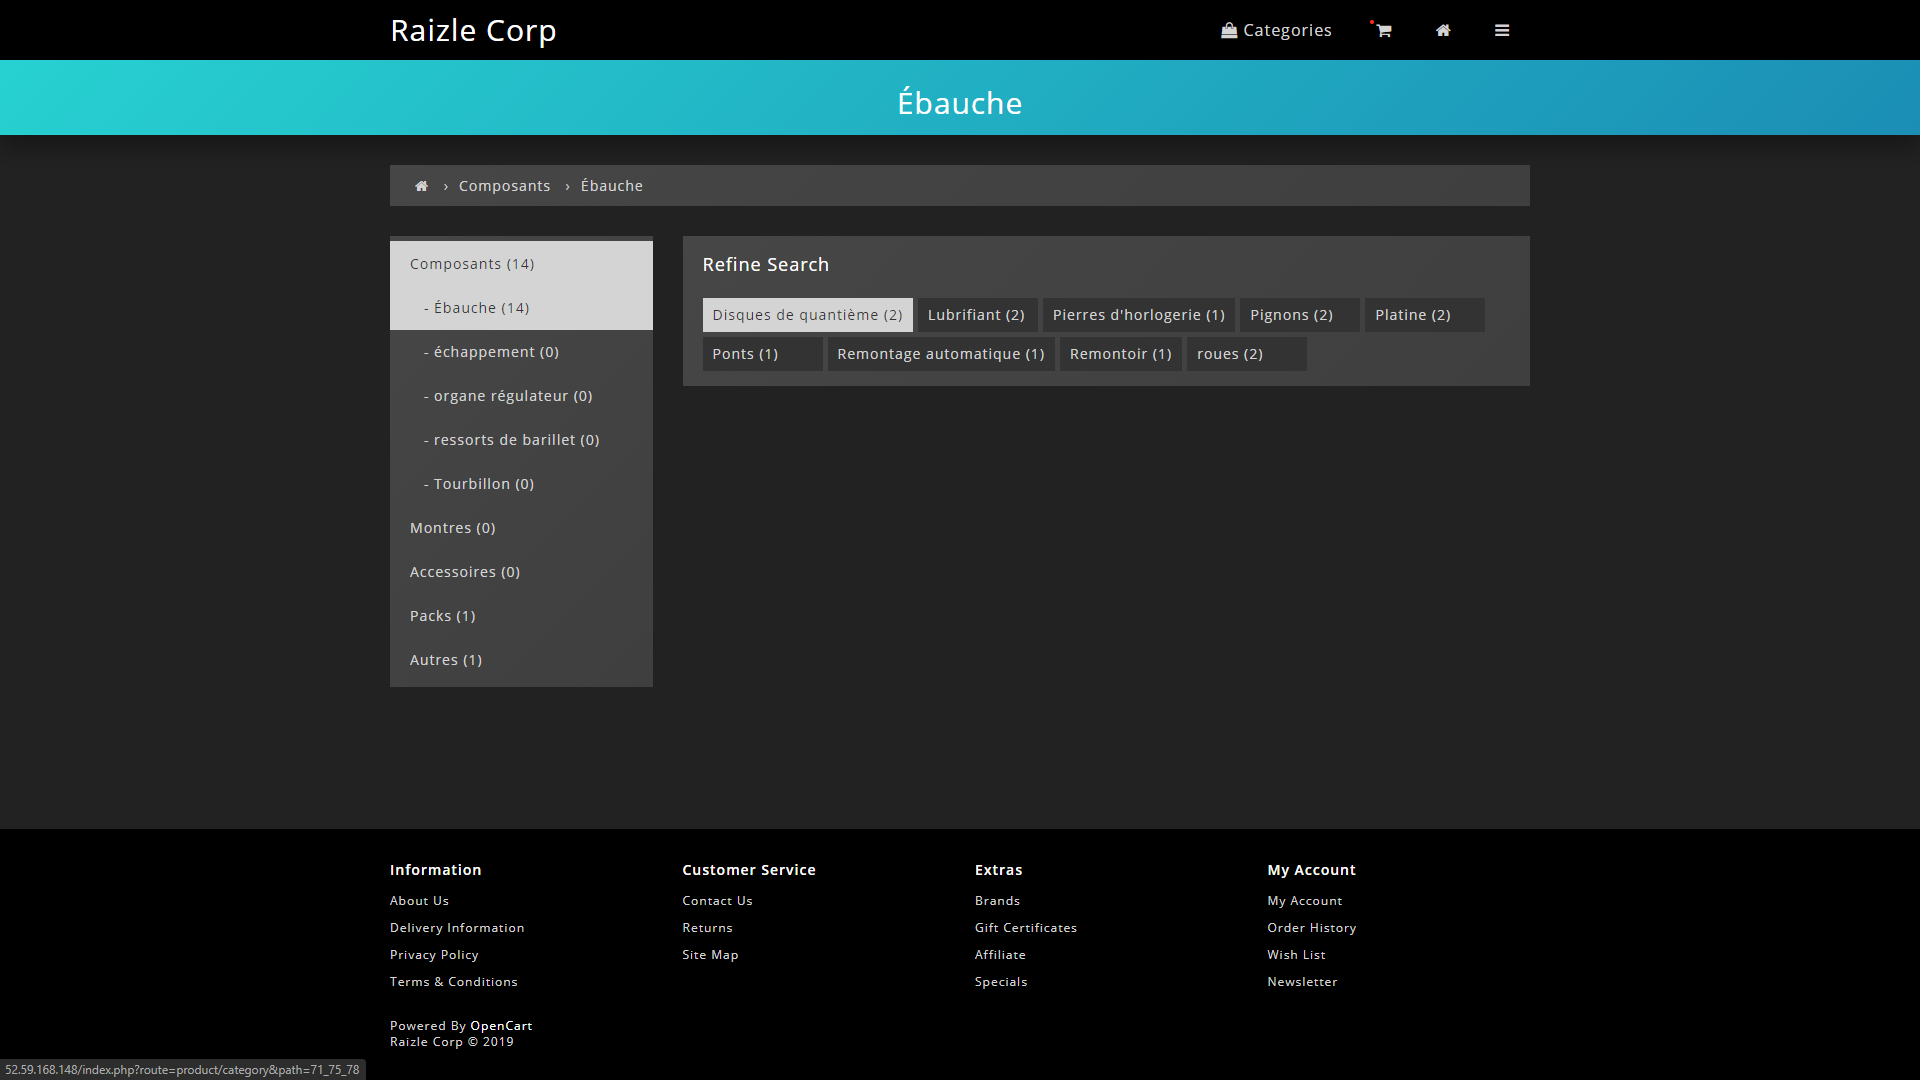 Raizle Corp
Categories
Ébauche
› Composants › Ébauche
Composants (14)
- Ébauche (14)
- échappement (0)
- organe régulateur (0)
- ressorts de barillet (0)
- Tourbillon (0)
Montres (0)
Accessoires (0)
Packs (1)
Autres (1)
Refine Search
Disques de quantième (2) Lubrifiant (2) Pierres d'horlogerie (1) Pignons (2) Platine (2)
Ponts (1) Remontage automatique (1) Remontoir (1) roues (2)
Information
About Us
Delivery Information
Privacy Policy
Terms & Conditions
Customer Service
Contact Us
Returns
Site Map
Extras
Brands
Gift Certificates
Affiliate
Specials
My Account
My Account
Order History
Wish List
Newsletter
Powered By OpenCart
Raizle Corp © 2019
52.59.168.148/index.php?route=product/category&path=71_75_78